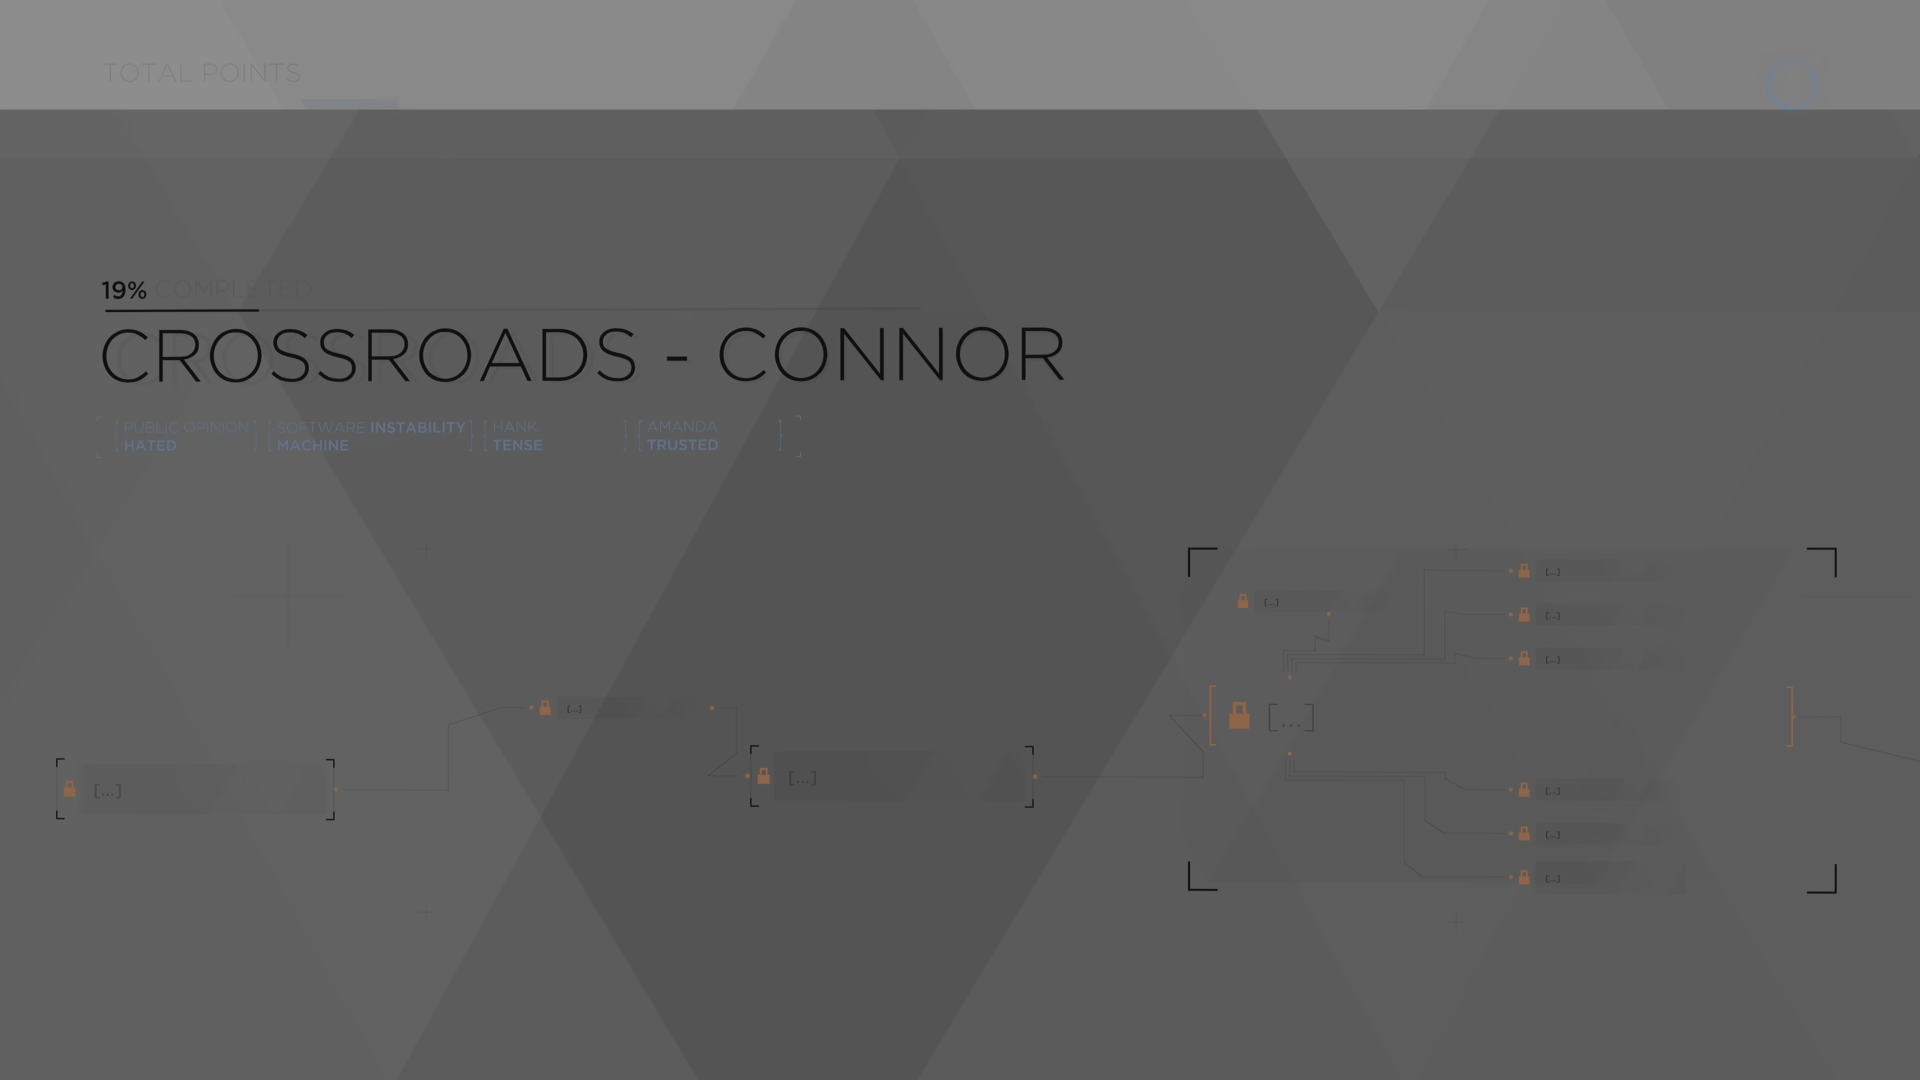 TOTAL POINTS
19% COMPLETED
CROSSROADS - CONNOR
PUBLIC OPINION
HATED
SOFTWARE INSTABILITY
MACHINE
HANK
TENSE
AMANDA
TRUSTED
[...]
[...]
[...]
[...]
[...]
[...]
[...]
[...]
[...]
[...]
[...]